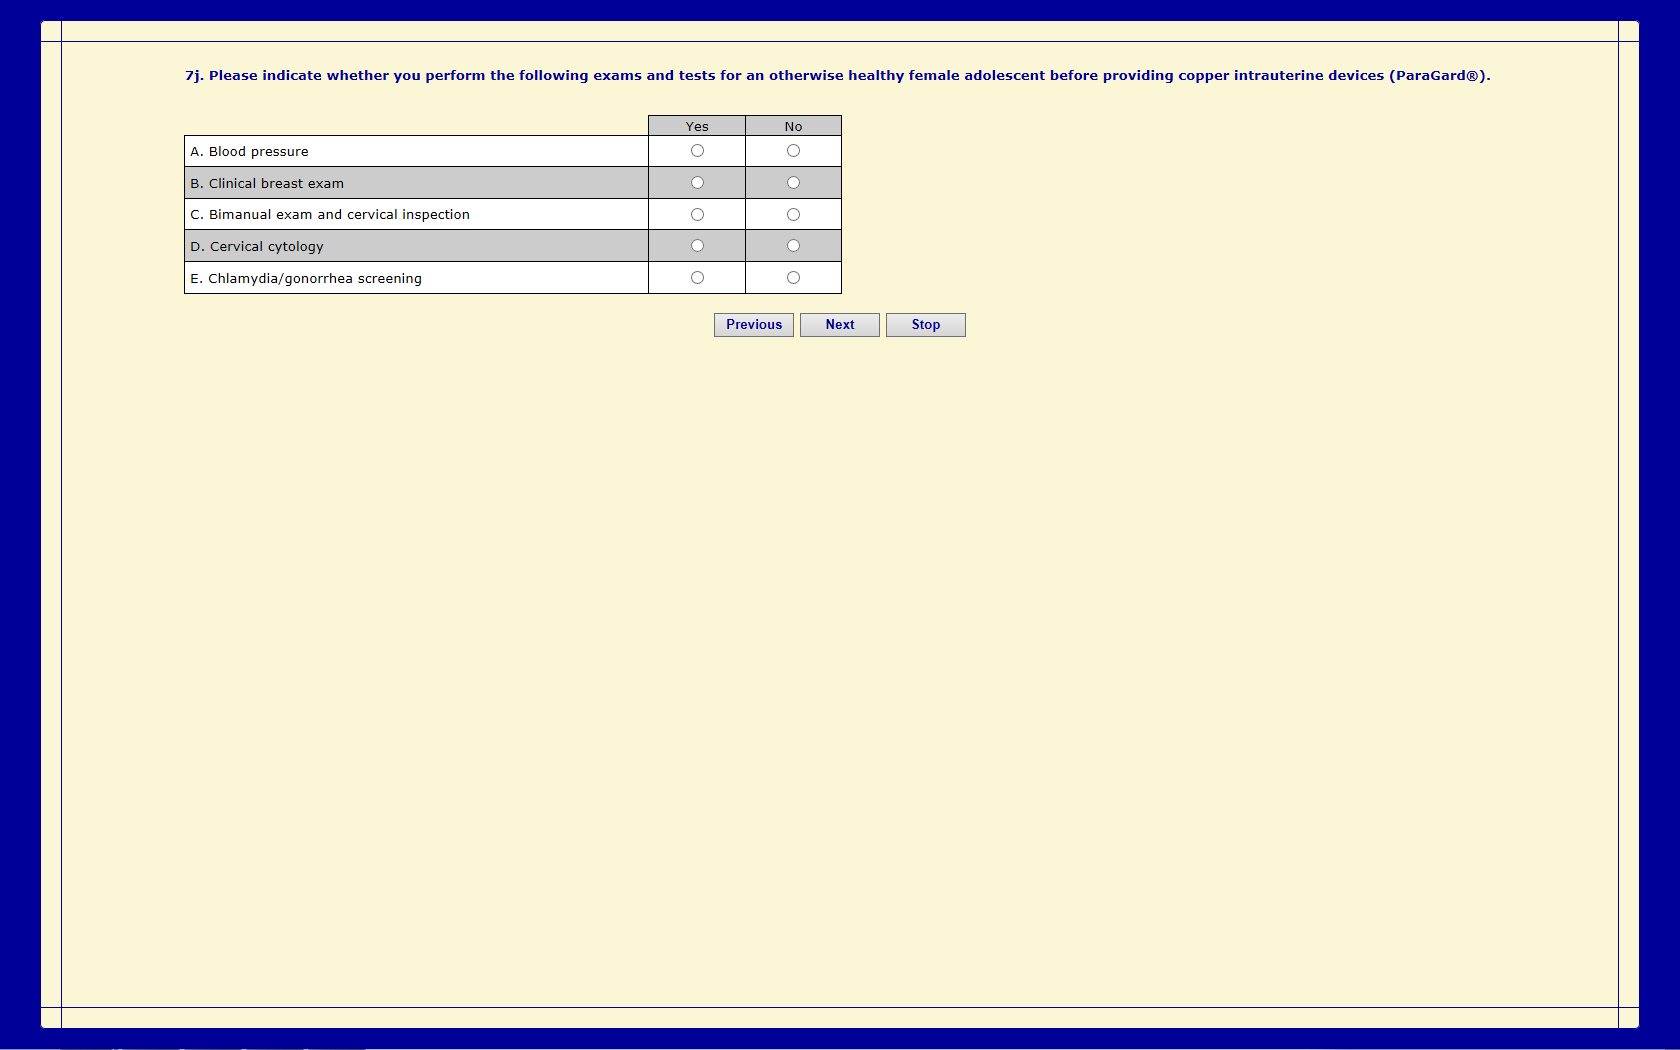 7j. Please indicate whether you perform the following exams and tests for an otherwise healthy female adolescent before providing copper intrauterine devices (ParaGard®).
Yes No
A. Blood pressure
B. Clinical breast exam
C. Bimanual exam and cervical inspection
D. Cervical cytology
E. Chlamydia/gonorrhea screening
Previous Next Stop